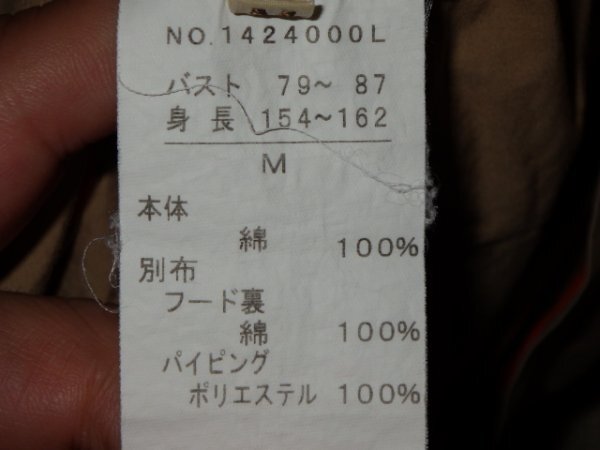 NO.1424000L
バスト 79~ 87
身 長 154~162
M
本体
綿 100%
別布
フード裏
綿 100%
パイピング
ポリエステル 100%